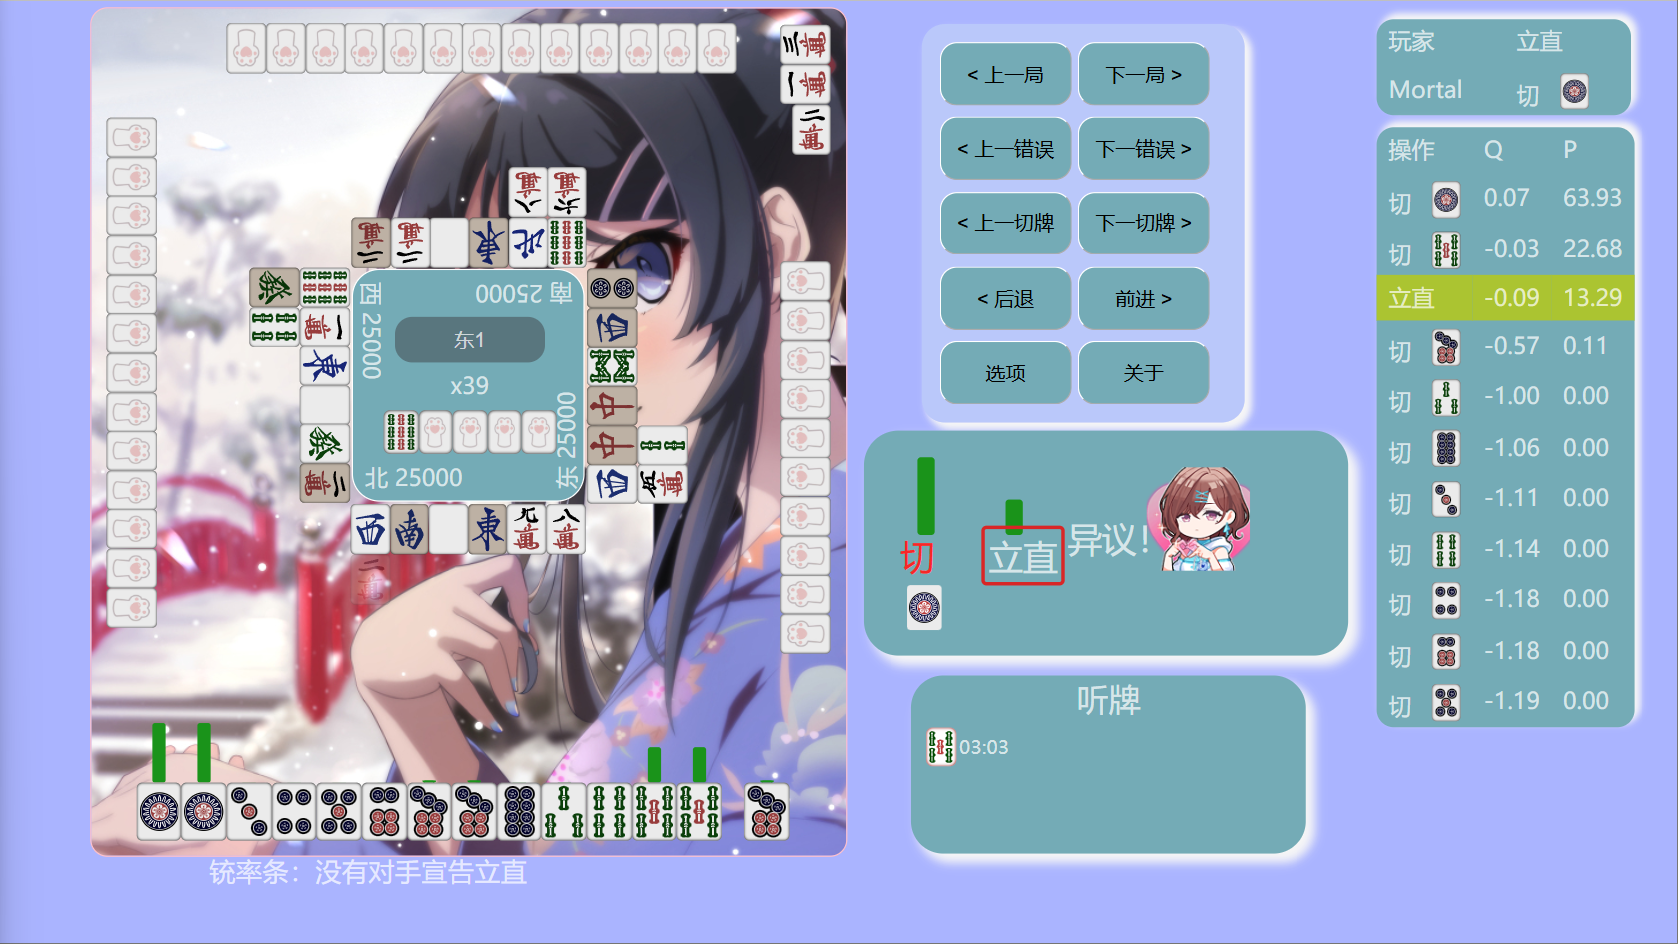 < 上一局
下一局 >
< 上一错误
下一错误 >
< 上一切牌
下一切牌 >
< 后退
前进 >
选项
关于
玩家 立直
Mortal 切
操作 Q P
切 0.07 63.93
切 -0.03 22.68
立直 -0.09 13.29
切 -0.57 0.11
切 -1.00 0.00
切 -1.06 0.00
切 -1.11 0.00
切 -1.14 0.00
切 -1.18 0.00
切 -1.18 0.00
切 -1.19 0.00
南 25000
西 25000
东1
x39
东 25000
北 25000
切
立直
异议!
听牌
03:03
铳率条：没有对手宣告立直